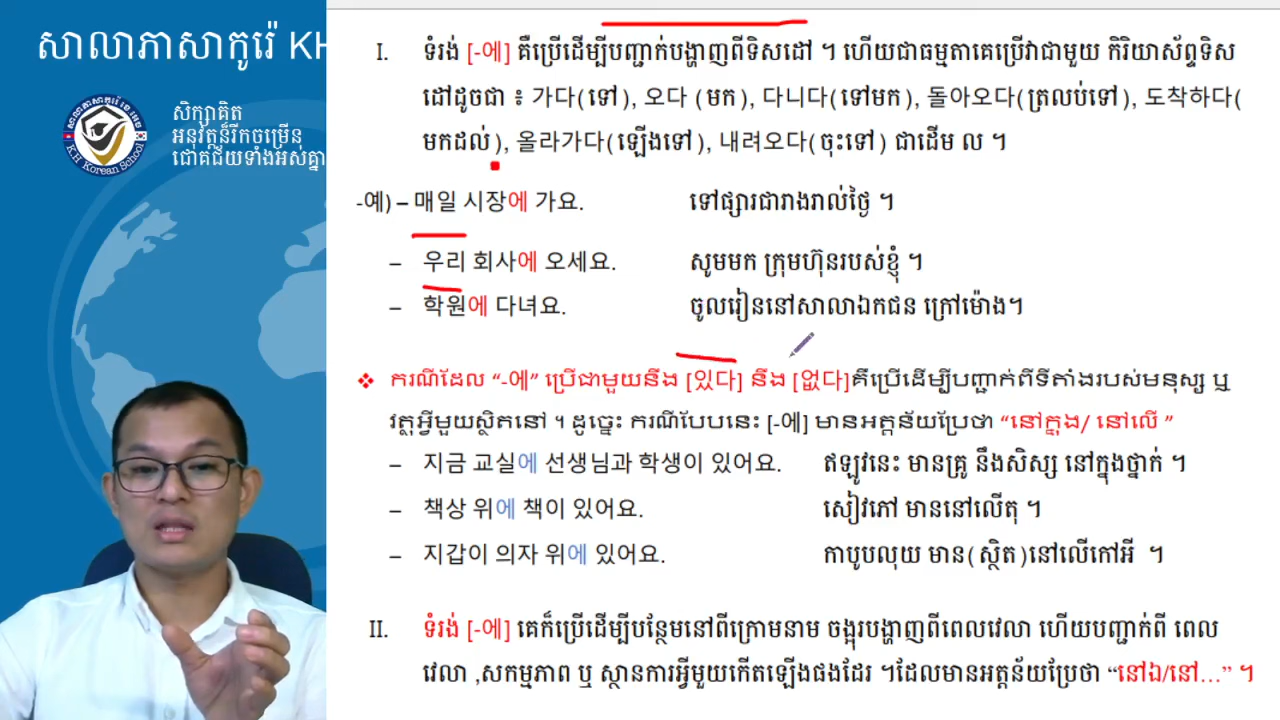 សាលាភាសាកូរ៉េ KH
សិក្សាគិត
អនុវត្តន៏រីកចម្រើន
ជោគជ័យទាំងអស់គ្នា
KH Korean School
I. ទំរង់ [-에] គឺប្រើដើម្បីបញ្ជាក់បង្ហាញពីទិសដៅ ។ ហើយជាធម្មតាគេប្រើវាជាមួយ កិរិយាស័ព្ទទិស
ដៅដូចជា ៖ 가다(ទៅ), 오다 (មក), 다니다(ទៅមក), 돌아오다(ត្រលប់ទៅ), 도착하다(
មកដល់), 올라가다(ឡើងទៅ), 내려오다(ចុះទៅ) ជាដើម ល ។
-예) – 매일 시장에 가요. ទៅផ្សារជារាងរាល់ថ្ងៃ ។
– 우리 회사에 오세요. សូមមក ក្រុមហ៊ុនរបស់ខ្ញុំ ។
– 학원에 다녀요. ចូលរៀននៅសាលាឯកជន ក្រៅម៉ោង។
❖ ករណីដែល “-에” ប្រើជាមួយនឹង [있다] នឹង [없다]គឺប្រើដើម្បីបញ្ជាក់ពីទីតាំងរបស់មនុស្ស ឬ
វត្ថុអ្វីមួយស្ថិតនៅ ។ ដូច្នេះ ករណីបែបនេះ [-에] មានអត្តន័យប្រែថា “នៅក្នុង/ នៅលើ ”
– 지금 교실에 선생님과 학생이 있어요. ឥឡូវនេះ មានគ្រូ នឹងសិស្ស នៅក្នុងថ្នាក់ ។
– 책상 위에 책이 있어요. សៀវភៅ មាននៅលើតុ ។
– 지갑이 의자 위에 있어요. កាបូបលុយ មាន(ស្ថិត)នៅលើកៅអី ។
II. ទំរង់ [-에] គេក៏ប្រើដើម្បីបន្ថែមនៅពីក្រោមនាម ចង្អុរបង្ហាញពីពេលវេលា ហើយបញ្ជាក់ពី ពេល
វេលា ,សកម្មភាព ឬ ស្ថានការអ្វីមួយកើតឡើងផងដែរ ។ដែលមានអត្តន័យប្រែថា “នៅឯ/នៅ...” ។